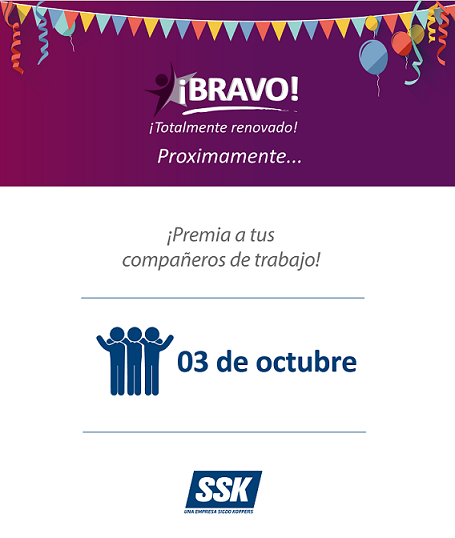 ¡BRAVO!
¡Totalmente renovado!
Proximamente...
¡Premia a tus
compañeros de trabajo!
03 de octubre
SSK
UNA EMPRESA SIGDO KOPPERS